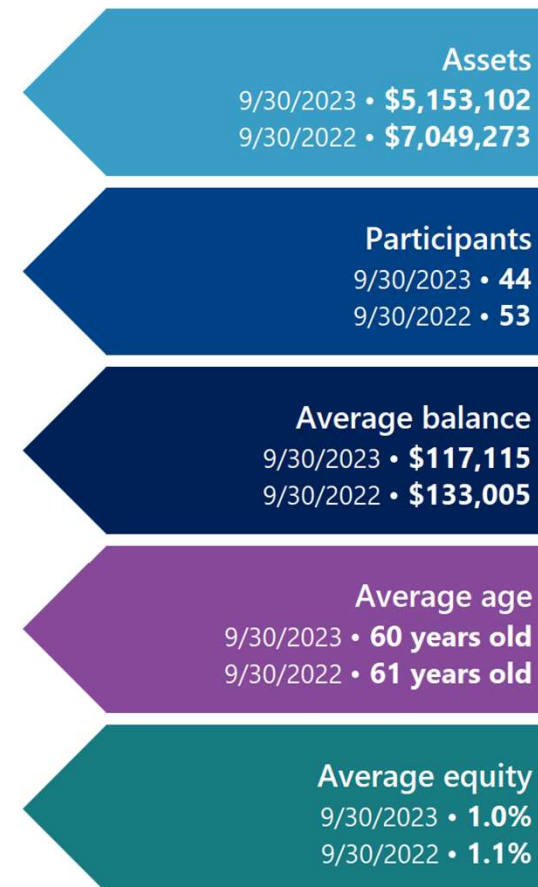 Assets
9/30/2023 • $5,153,102
9/30/2022 • $7,049,273
Participants
9/30/2023 • 44
9/30/2022 • 53
Average balance
9/30/2023 • $117,115
9/30/2022 • $133,005
Average age
9/30/2023 • 60 years old
9/30/2022 • 61 years old
Average equity
9/30/2023 • 1.0%
9/30/2022 • 1.1%